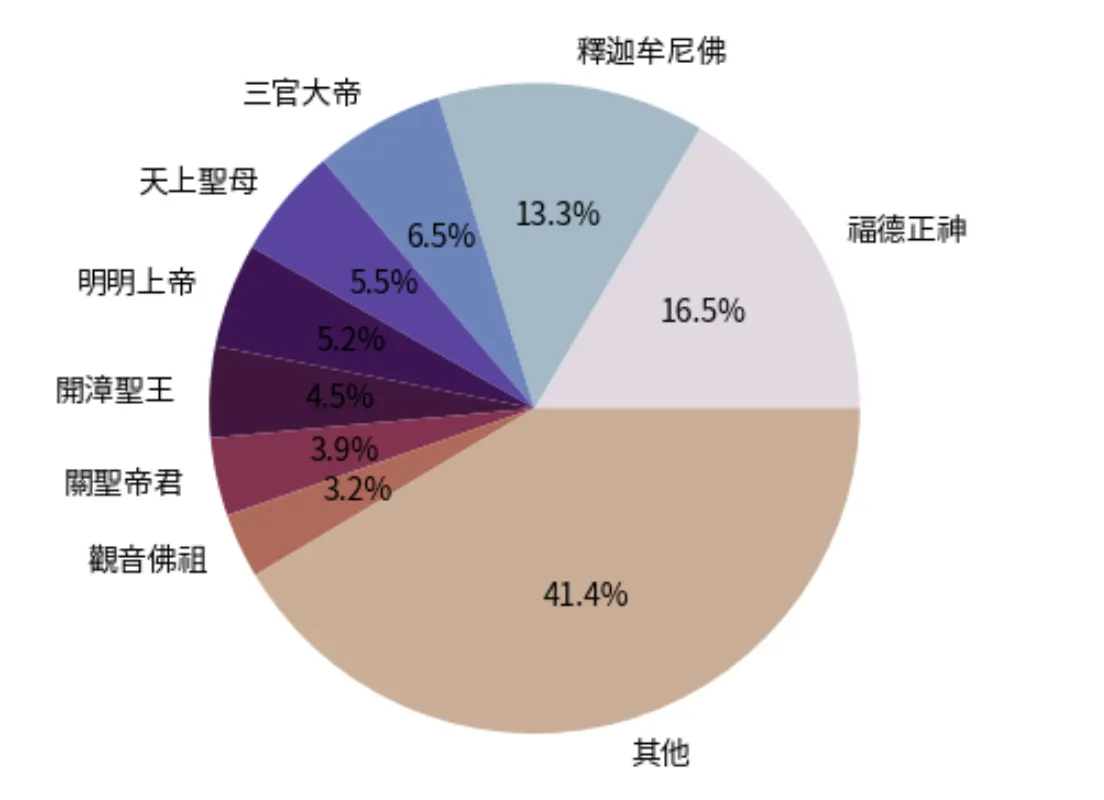 釋迦牟尼佛
三官大帝
天上聖母
福德正神
13.3%
6.5%
明明上帝
5.5%
16.5%
5.2%
開漳聖王
4.5%
3.9%
關聖帝君
3.2%
觀音佛祖
41.4%
其他